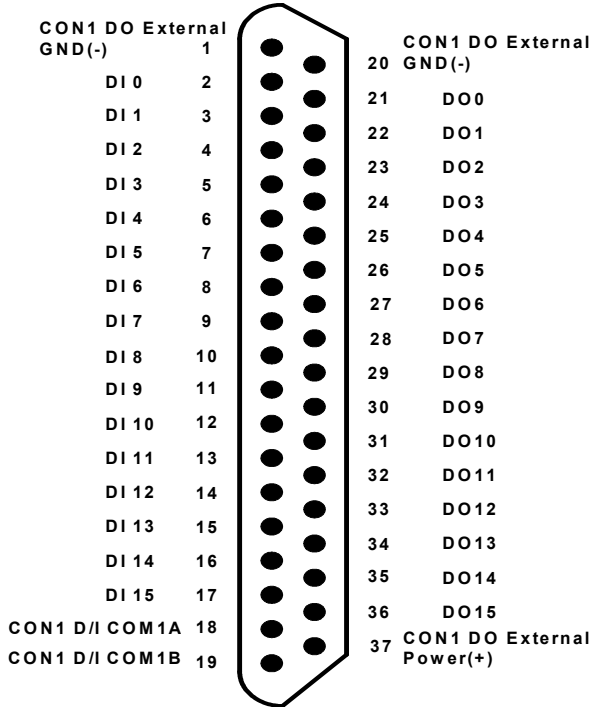 CON1 DO External
GND(-) 1
DI 0 2
DI 1 3
DI 2 4
DI 3 5
DI 4 6
DI 5 7
DI 6 8
DI 7 9
DI 8 10
DI 9 11
DI 10 12
DI 11 13
DI 12 14
DI 13 15
DI 14 16
DI 15 17
CON1 D/I COM1A 18
CON1 D/I COM1B 19
CON1 DO External
20 GND(-)
21 DO0
22 DO1
23 DO2
24 DO3
25 DO4
26 DO5
27 DO6
28 DO7
29 DO8
30 DO9
31 DO10
32 DO11
33 DO12
34 DO13
35 DO14
36 DO15
37 CON1 DO External
Power(+)